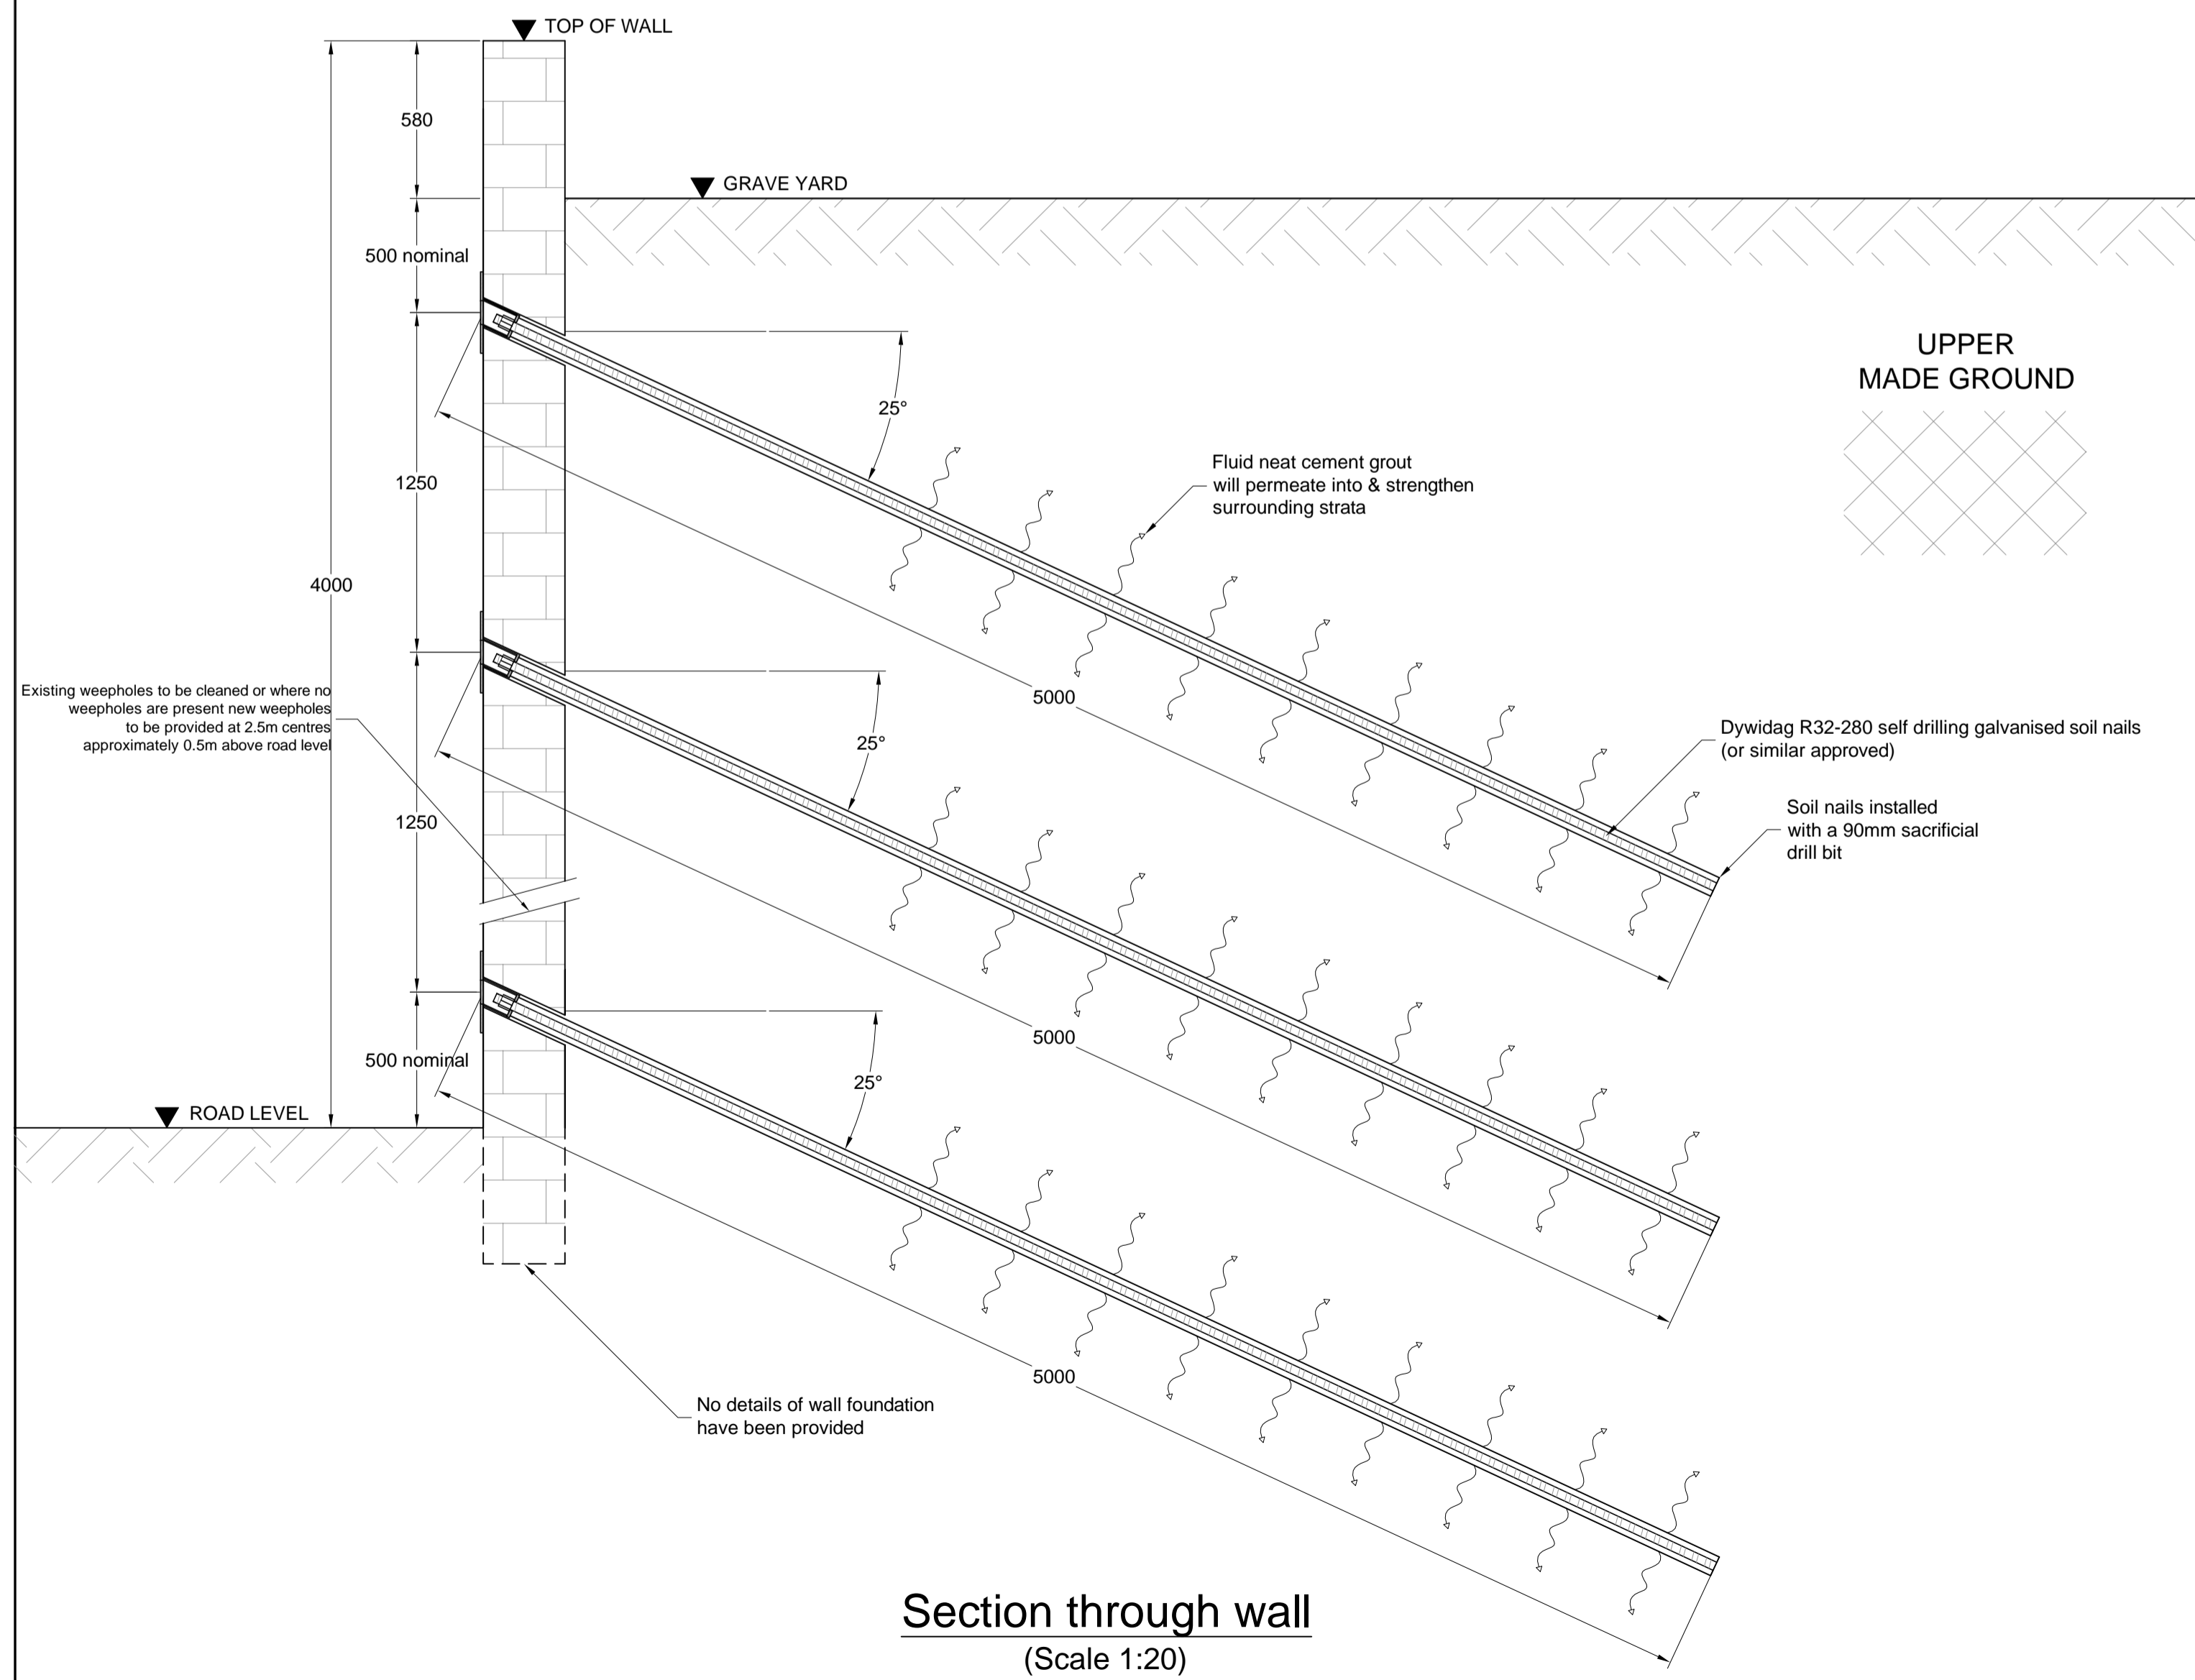 TOP OF WALL
580
GRAVE YARD
500 nominal
UPPER
MADE GROUND
25°
Fluid neat cement grout
will permeate into & strengthen
surrounding strata
1250
4000
5000
Existing weepholes to be cleaned or where no
weepholes are present new weepholes
to be provided at 2.5m centres
approximately 0.5m above road level
Dywidag R32-280 self drilling galvanised soil nails
(or similar approved)
25°
Soil nails installed
with a 90mm sacrificial
drill bit
1250
5000
500 nominal
25°
ROAD LEVEL
5000
No details of wall foundation
have been provided
Section through wall
(Scale 1:20)